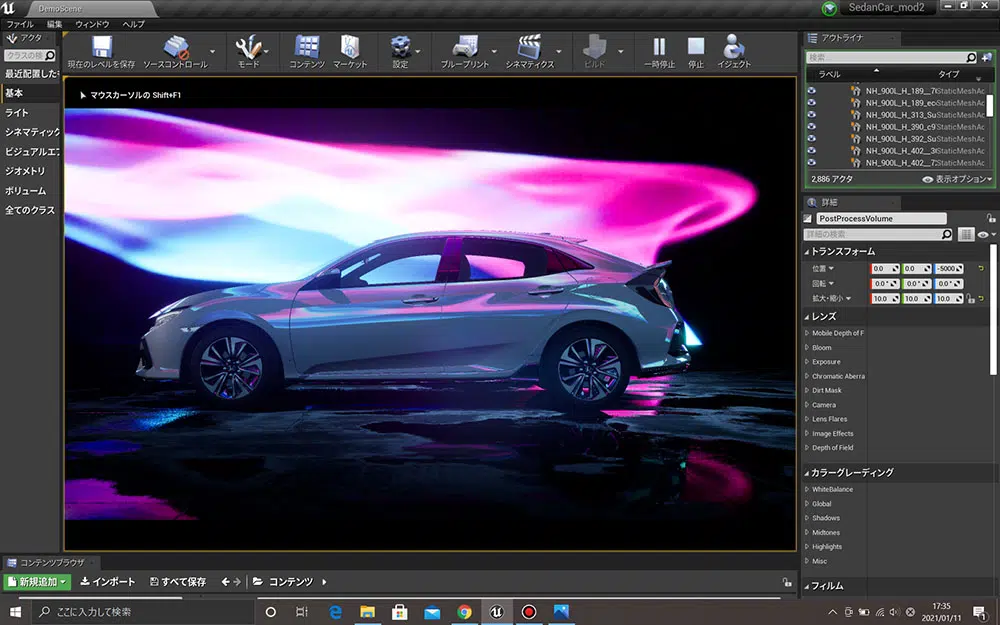 DemoScene
SedanCar_mod2
ファイル 編集 ウィンドウ ヘルプ
アクタ
クラスの検
最近配置した
基本
ライト
シネマティック
ビジュアルエフ
ジオメトリ
ボリューム
全てのクラス
現在のレベルを保存 ソースコントロール モード コンテンツ マーケット 設定 ブループリント シネマティクス ビルド 一時停止 停止 イジェクト
マウスカーソルの Shift+F1
アウトライナ
検索...
ラベル タイプ
NH_900L_H_189__7 StaticMeshAc
NH_900L_H_189_ec StaticMeshAc
NH_900L_H_313_Su StaticMeshAc
NH_900L_H_390_c9 StaticMeshAc
NH_900L_H_392_Su StaticMeshAc
NH_900L_H_402__3 StaticMeshAc
NH_900L_H_402__7 StaticMeshAc
2,886 アクタ 表示オプション
詳細
PostProcessVolume
詳細の検索
トランスフォーム
位置 0.0 0.0 -5000
回転 0.0° 0.0° 0.0°
拡大・縮小 10.0 10.0 10.0
レンズ
Mobile Depth of F
Bloom
Exposure
Chromatic Aberra
Dirt Mask
Camera
Lens Flares
Image Effects
Depth of Field
カラーグレーディング
WhiteBalance
Global
Shadows
Midtones
Highlights
Misc
フィルム
コンテンツブラウザ
新規追加 インポート すべて保存 コンテンツ
ここに入力して検索
17:35
2021/01/11
1